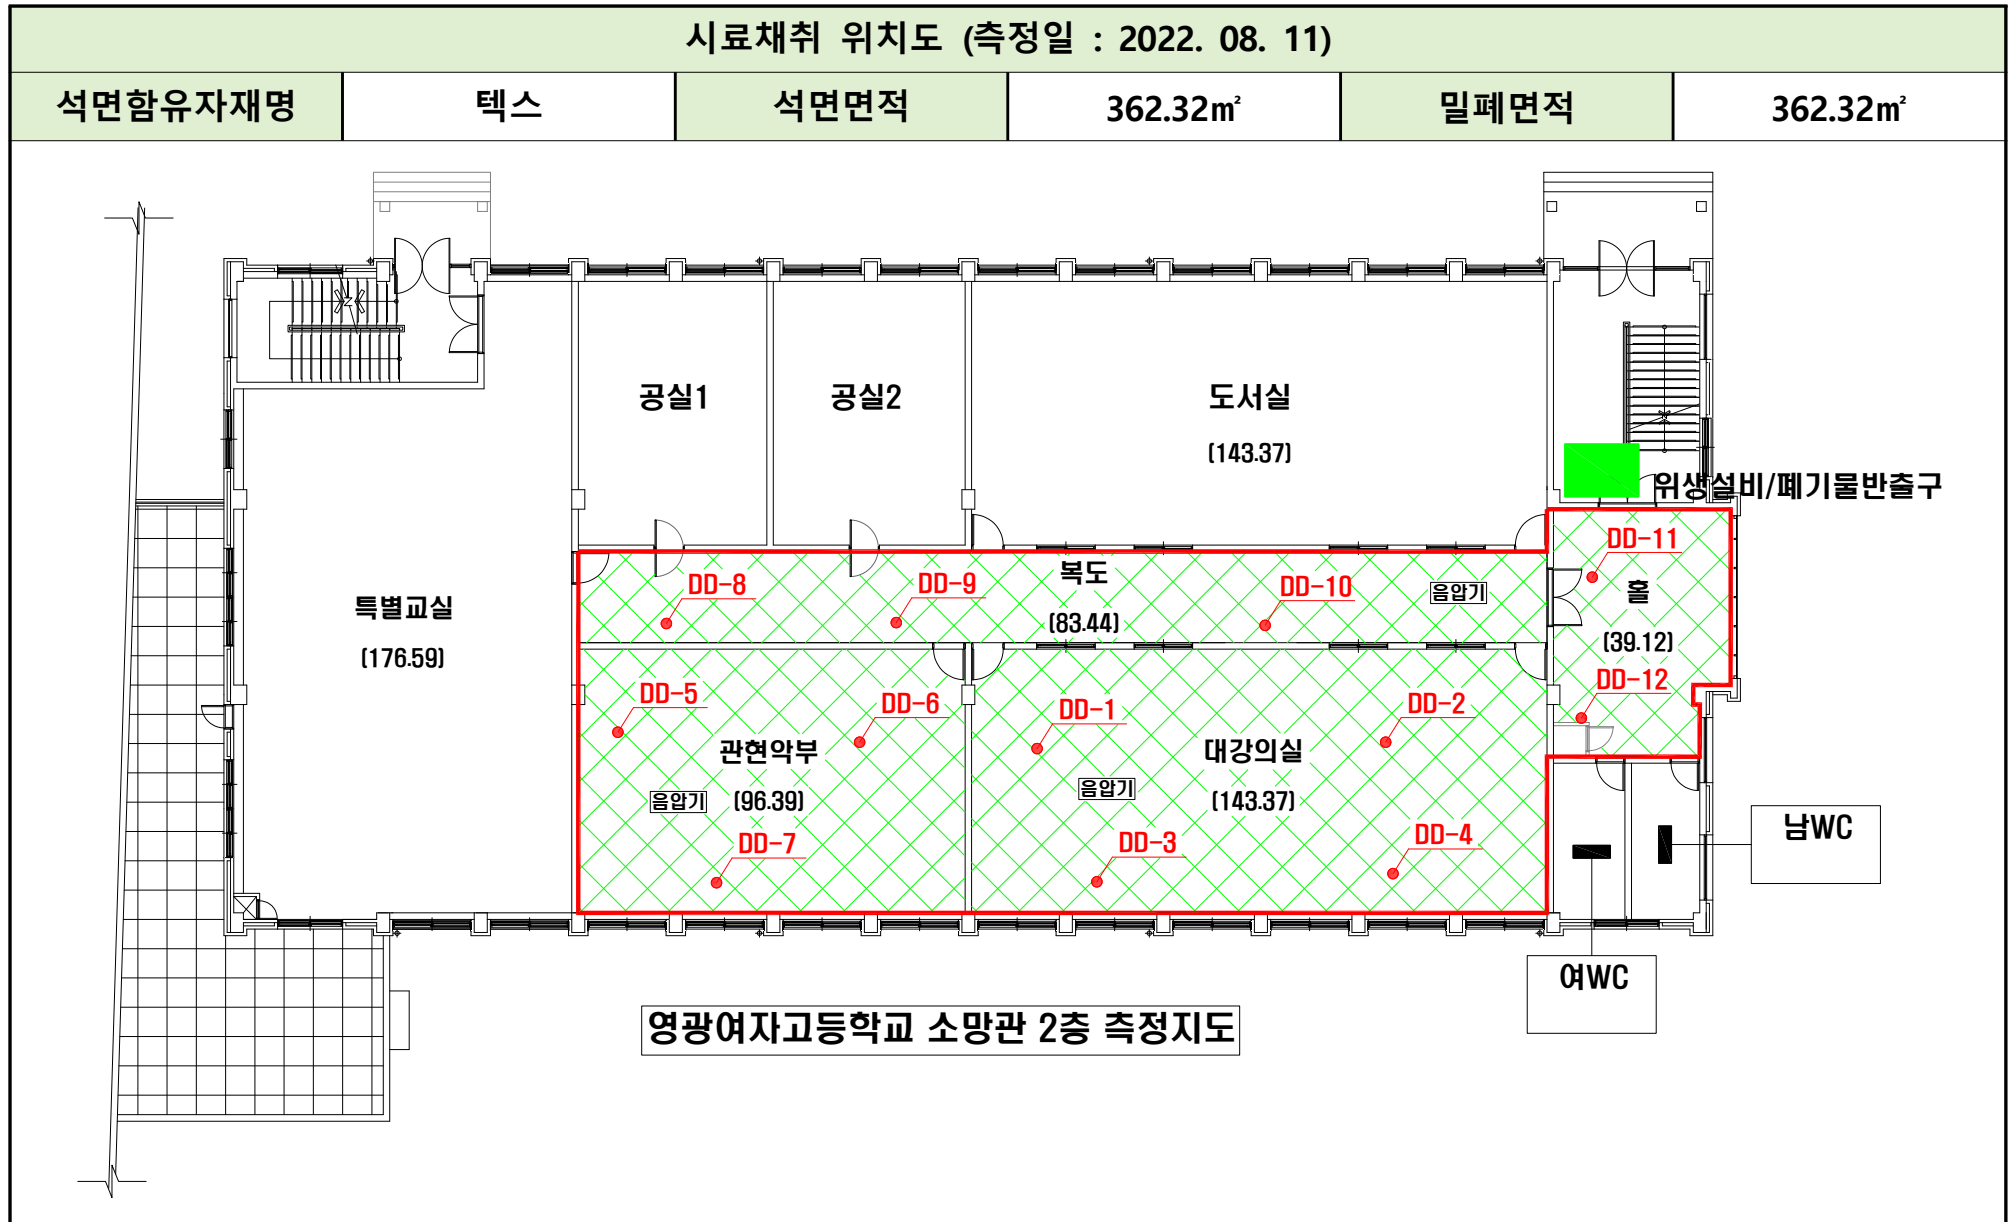 시료채취 위치도 (측정일 : 2022. 08. 11)
석면함유자재명 텍스 석면면적 362.32㎡ 밀폐면적 362.32㎡
공실1
공실2
도서실
(143.37)
위생설비/폐기물반출구
특별교실
(176.59)
DD-8
DD-9
복도
(83.44)
DD-10
음압기
DD-11
홀
(39.12)
DD-12
DD-5
DD-6
관현악부
(96.39)
음압기
DD-7
DD-1
DD-2
대강의실
(143.37)
음압기
DD-3
DD-4
남WC
여WC
영광여자고등학교 소망관 2층 측정지도